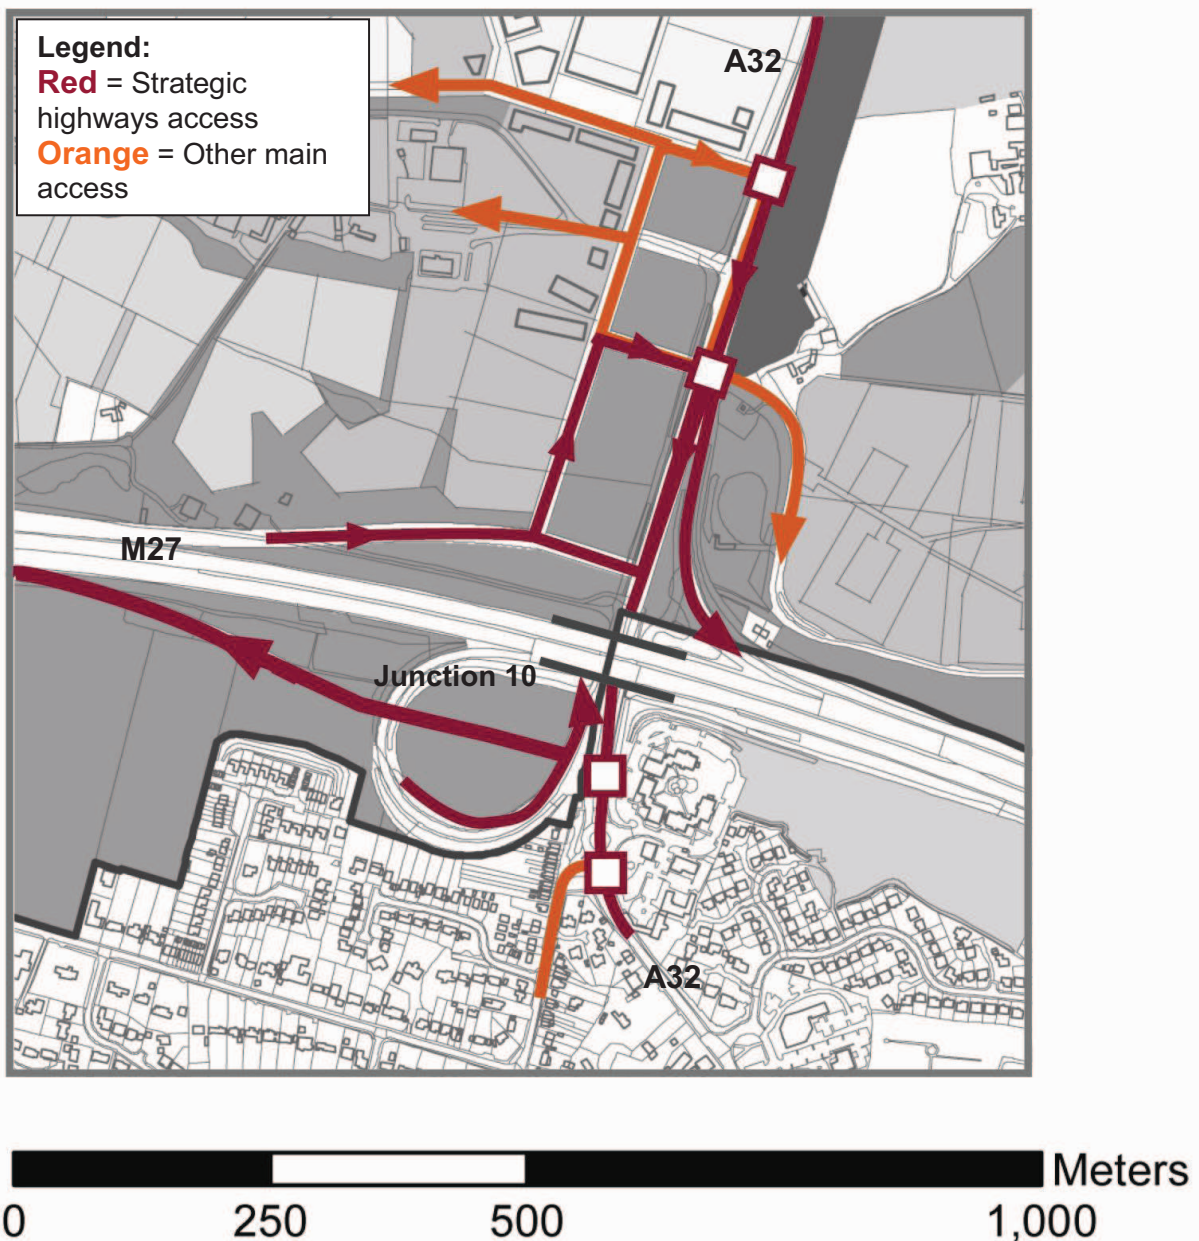 Legend:
Red = Strategic
highways access
Orange = Other main
access
A32
M27
Junction 10
A32
Meters
0 250 500 1,000